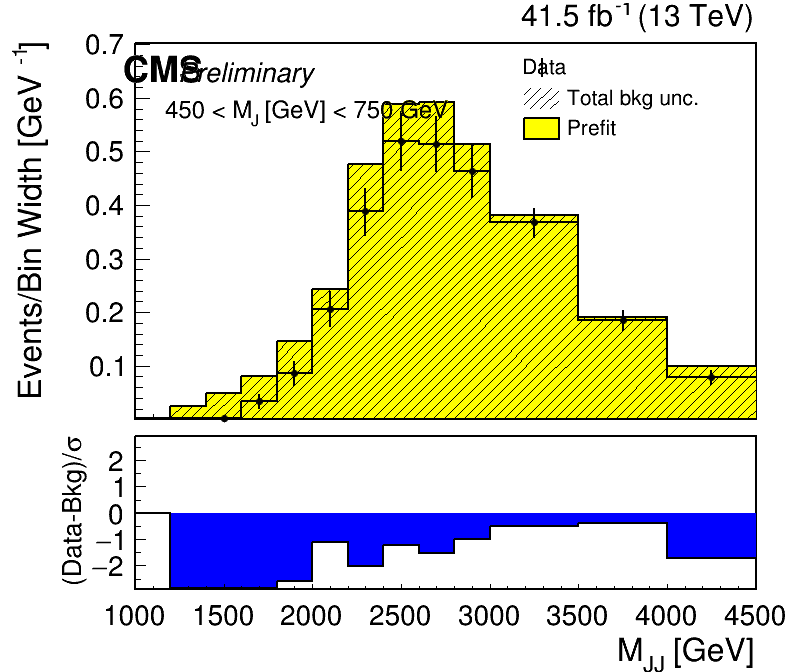 41.5 fb⁻¹ (13 TeV)
Events/Bin Width [GeV⁻¹]
0.7
0.6
0.5
0.4
0.3
0.2
0.1
CMS Preliminary
450 < M_J [GeV] < 750 GeV
Data
Total bkg unc.
Prefit
(Data-Bkg)/σ
2
1
0
−1
−2
1000 1500 2000 2500 3000 3500 4000 4500
M_JJ [GeV]